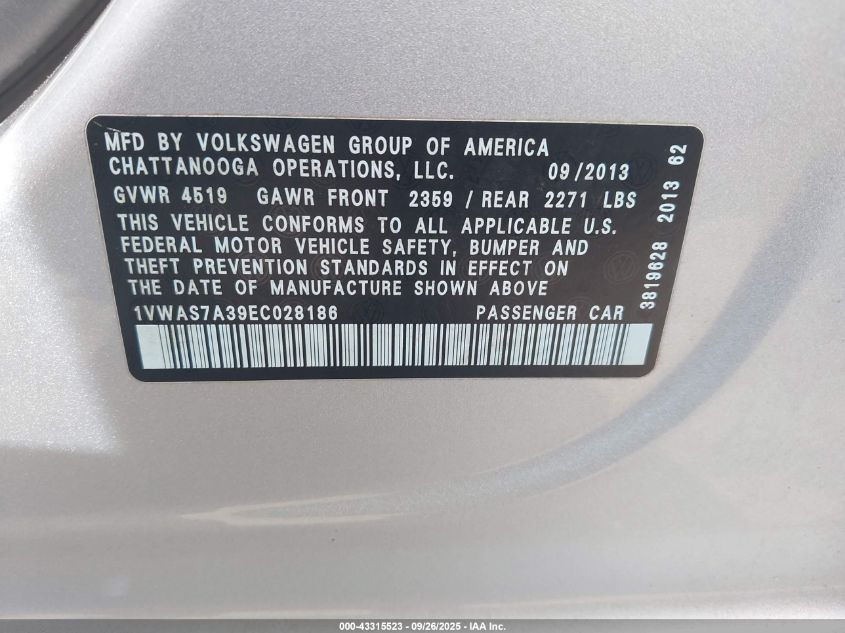 MFD BY VOLKSWAGEN GROUP OF AMERICA
CHATTANOOGA OPERATIONS, LLC. 09/2013
GVWR 4519 GAWR FRONT 2359 / REAR 2271 LBS
THIS VEHICLE CONFORMS TO ALL APPLICABLE U.S.
FEDERAL MOTOR VEHICLE SAFETY, BUMPER AND
THEFT PREVENTION STANDARDS IN EFFECT ON
THE DATE OF MANUFACTURE SHOWN ABOVE
1VWAS7A39EC028186 PASSENGER CAR
3819628 2013 62
000-43315523 - 09/26/2025 - IAA Inc.